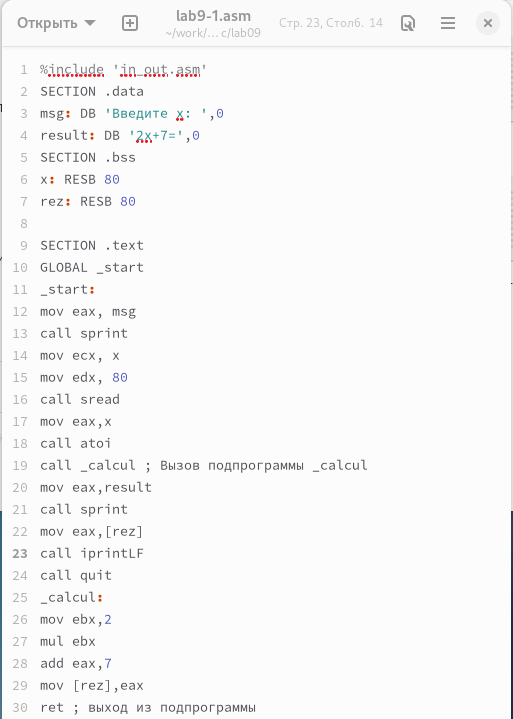 Открыть
lab9-1.asm
~/work/... c/lab09
Стр. 23, Столб. 14
1 %include 'in_out.asm'
2 SECTION .data
3 msg: DB 'Введите x: ',0
4 result: DB '2x+7=',0
5 SECTION .bss
6 x: RESB 80
7 rez: RESB 80
8
9 SECTION .text
10 GLOBAL _start
11 _start:
12 mov eax, msg
13 call sprint
14 mov ecx, x
15 mov edx, 80
16 call sread
17 mov eax,x
18 call atoi
19 call _calcul ; Вызов подпрограммы _calcul
20 mov eax,result
21 call sprint
22 mov eax,[rez]
23 call iprintLF
24 call quit
25 _calcul:
26 mov ebx,2
27 mul ebx
28 add eax,7
29 mov [rez],eax
30 ret ; выход из подпрограммы